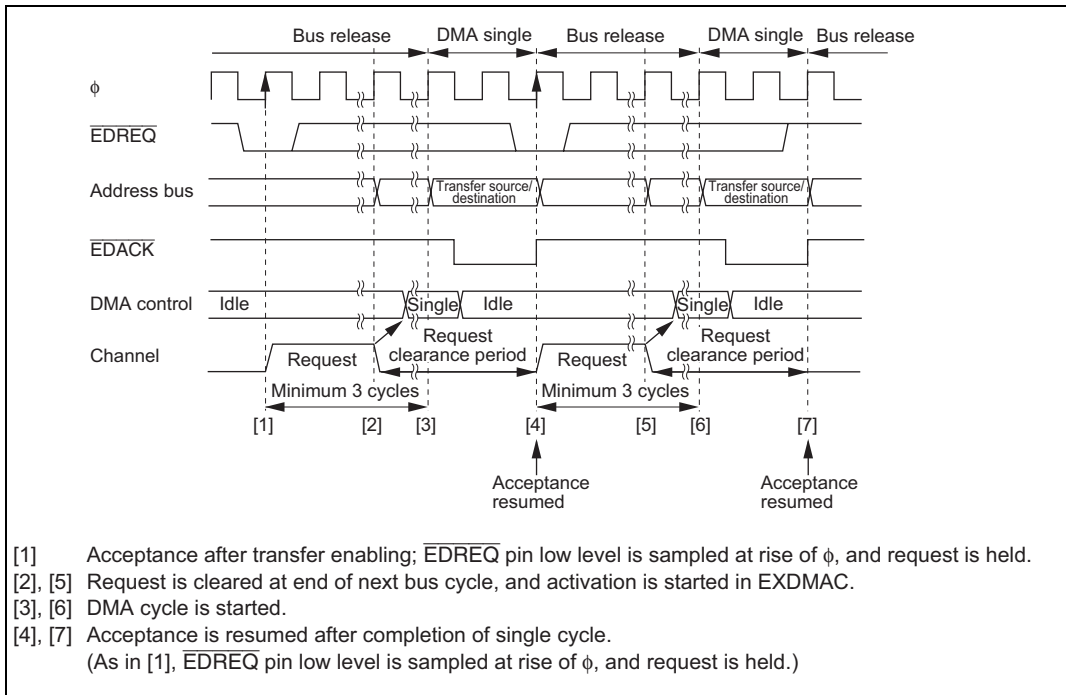 Bus release DMA single Bus release DMA single Bus release
ϕ
EDREQ
Address bus
Transfer source/ destination
Transfer source/ destination
EDACK
DMA control Idle Single Idle Single Idle
Channel Request Request clearance period Request Request clearance period
Minimum 3 cycles Minimum 3 cycles
[1] [2] [3] [4] [5] [6] [7]
Acceptance resumed
Acceptance resumed
[1] Acceptance after transfer enabling; EDREQ pin low level is sampled at rise of ϕ, and request is held.
[2], [5] Request is cleared at end of next bus cycle, and activation is started in EXDMAC.
[3], [6] DMA cycle is started.
[4], [7] Acceptance is resumed after completion of single cycle.
(As in [1], EDREQ pin low level is sampled at rise of ϕ, and request is held.)